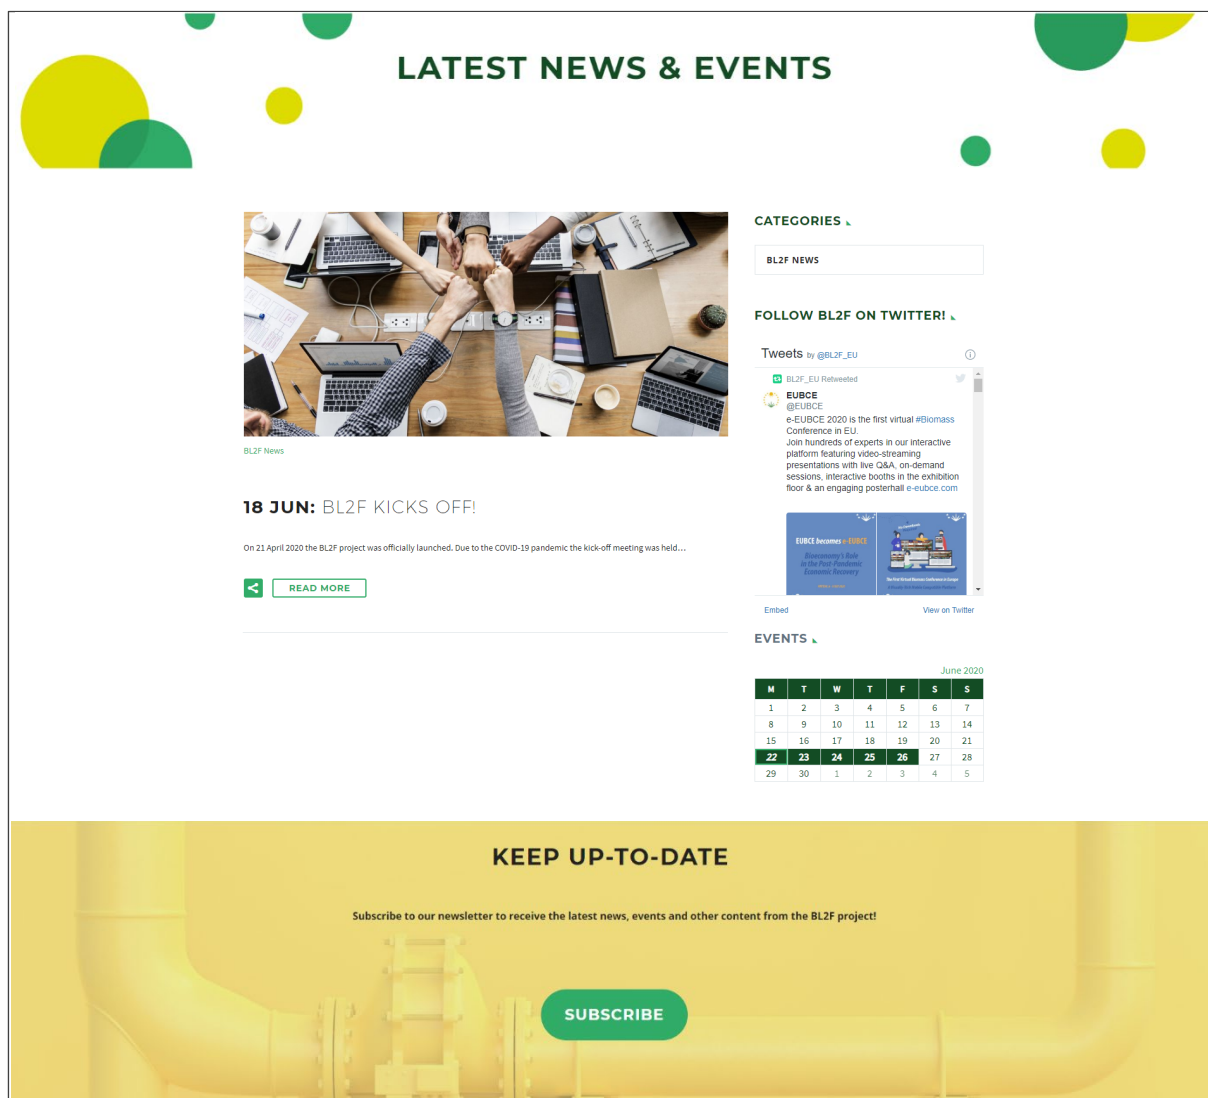 LATEST NEWS & EVENTS
BL2F News
18 JUN: BL2F KICKS OFF!
On 21 April 2020 the BL2F project was officially launched. Due to the COVID-19 pandemic the kick-off meeting was held…
READ MORE
CATEGORIES
BL2F NEWS
FOLLOW BL2F ON TWITTER!
Tweets by @BL2F_EU
BL2F_EU Retweeted
EUBCE
@EUBCE
e-EUBCE 2020 is the first virtual #Biomass
Conference in EU.
Join hundreds of experts in our interactive
platform featuring video-streaming
presentations with live Q&A, on-demand
sessions, interactive booths in the exhibition
floor & an engaging posterhall e-eubce.com
EUBCE becomes e-EUBCE
Bioeconomy's Role
in the Post-Pandemic
Economic Recovery
The First Virtual Biomass Conference in Europe
Embed View on Twitter
EVENTS
June 2020
M T W T F S S
1 2 3 4 5 6 7
8 9 10 11 12 13 14
15 16 17 18 19 20 21
22 23 24 25 26 27 28
29 30 1 2 3 4 5
KEEP UP-TO-DATE
Subscribe to our newsletter to receive the latest news, events and other content from the BL2F project!
SUBSCRIBE